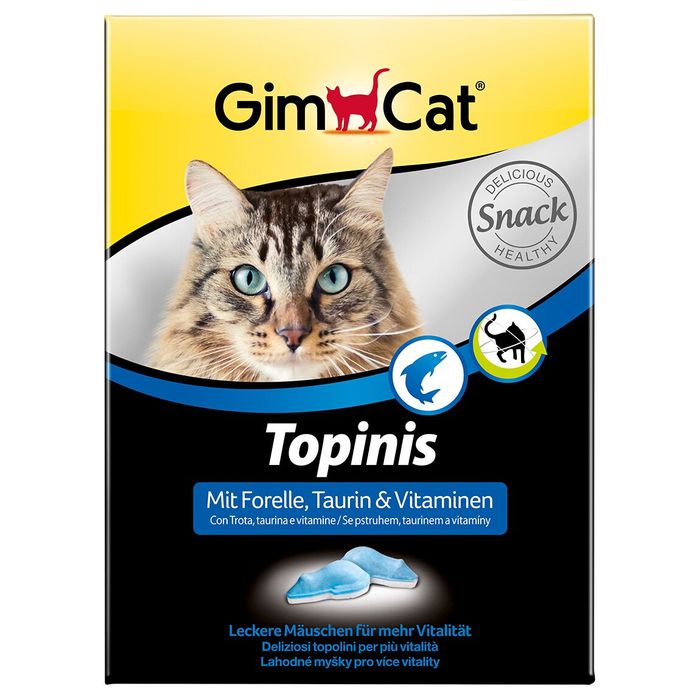 GimCat®
DELICIOUS
Snack
HEALTHY
Topinis
Mit Forelle, Taurin & Vitaminen
Con Trota, taurina e vitamine / Se pstruhem, taurinem a vitamíny
Leckere Mäuschen für mehr Vitalität
Deliziosi topolini per più vitalità
Lahodné myšky pro více vitality